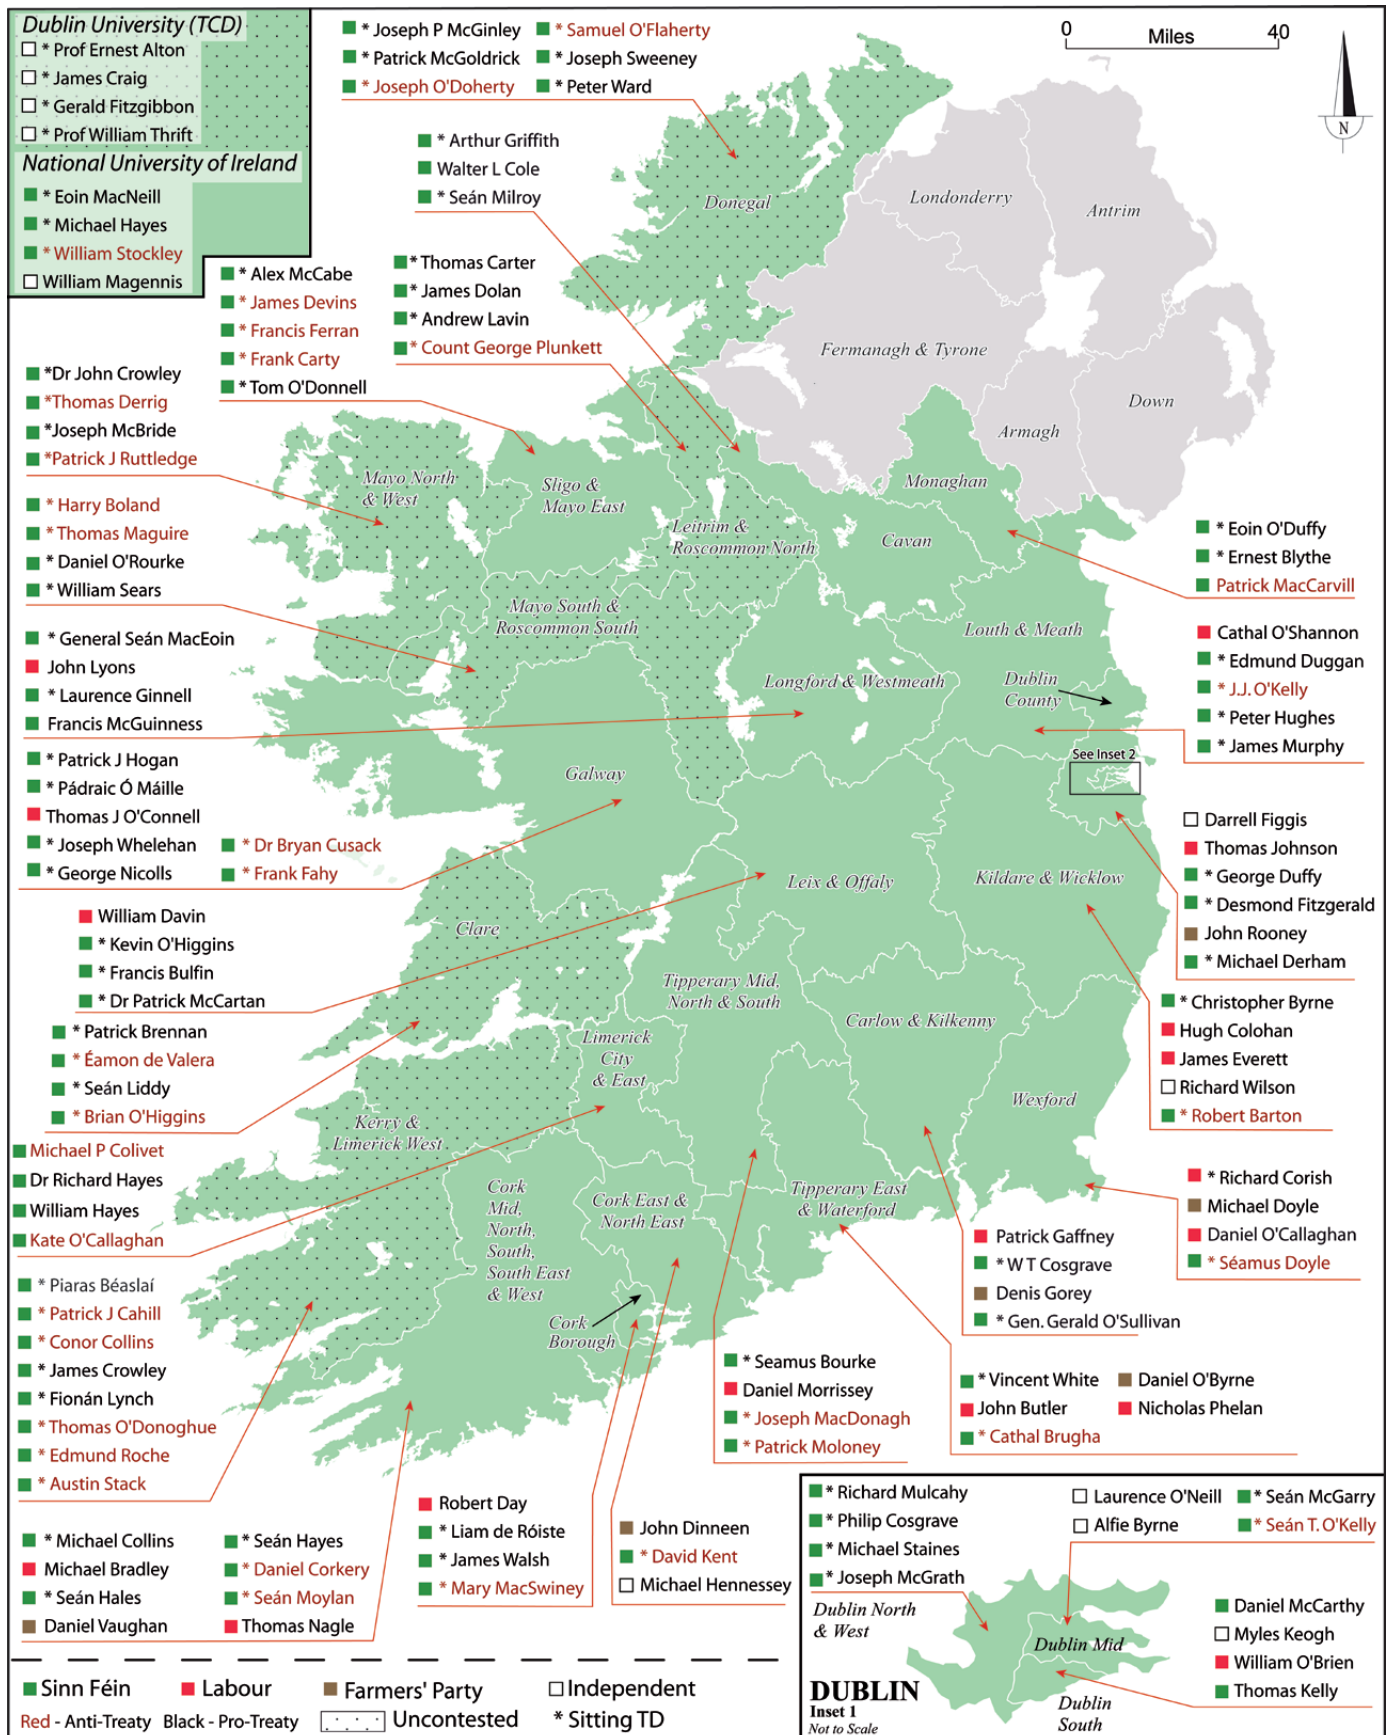 Dublin University (TCD)
* Prof Ernest Alton
* James Craig
* Gerald Fitzgibbon
* Prof William Thrift
National University of Ireland
* Eoin MacNeill
* Michael Hayes
* William Stockley
William Magennis
* Joseph P McGinley
* Patrick McGoldrick
* Joseph O'Doherty
* Samuel O'Flaherty
* Joseph Sweeney
* Peter Ward
0 Miles 40
N
* Arthur Griffith
Walter L Cole
* Seán Milroy
* Alex McCabe
* James Devins
* Francis Ferran
* Frank Carty
* Tom O'Donnell
* Thomas Carter
* James Dolan
* Andrew Lavin
* Count George Plunkett
*Dr John Crowley
*Thomas Derrig
*Joseph McBride
*Patrick J Ruttledge
* Harry Boland
* Thomas Maguire
* Daniel O'Rourke
* William Sears
* General Seán MacEoin
John Lyons
* Laurence Ginnell
Francis McGuinness
* Patrick J Hogan
* Pádraic Ó Máille
Thomas J O'Connell
* Joseph Whelehan
* George Nicolls
* Dr Bryan Cusack
* Frank Fahy
William Davin
* Kevin O'Higgins
* Francis Bulfin
* Dr Patrick McCartan
* Patrick Brennan
* Éamon de Valera
* Seán Liddy
* Brian O'Higgins
Michael P Colivet
Dr Richard Hayes
William Hayes
Kate O'Callaghan
* Piaras Béaslaí
* Patrick J Cahill
* Conor Collins
* James Crowley
* Fionán Lynch
* Thomas O'Donoghue
* Edmund Roche
* Austin Stack
* Michael Collins
Michael Bradley
* Seán Hales
Daniel Vaughan
* Seán Hayes
* Daniel Corkery
* Seán Moylan
Thomas Nagle
Robert Day
* Liam de Róiste
* James Walsh
* Mary MacSwiney
John Dinneen
* David Kent
Michael Hennessey
* Seamus Bourke
Daniel Morrissey
* Joseph MacDonagh
* Patrick Moloney
* Vincent White
John Butler
* Cathal Brugha
Daniel O'Byrne
Nicholas Phelan
Patrick Gaffney
* W T Cosgrave
Denis Gorey
* Gen. Gerald O'Sullivan
* Richard Corish
Michael Doyle
Daniel O'Callaghan
* Séamus Doyle
* Christopher Byrne
Hugh Colohan
James Everett
Richard Wilson
* Robert Barton
Darrell Figgis
Thomas Johnson
* George Duffy
* Desmond Fitzgerald
John Rooney
* Michael Derham
Cathal O'Shannon
* Edmund Duggan
* J.J. O'Kelly
* Peter Hughes
* James Murphy
* Eoin O'Duffy
* Ernest Blythe
Patrick MacCarvill
Donegal
Londonderry
Antrim
Fermanagh & Tyrone
Down
Armagh
Monaghan
Cavan
Mayo North
& West
Sligo &
Mayo East
Leitrim &
Roscommon North
Mayo South &
Roscommon South
Louth & Meath
Longford & Westmeath
Dublin
County
See Inset 2
Galway
Leix & Offaly
Kildare & Wicklow
Clare
Tipperary Mid,
North & South
Carlow & Kilkenny
Limerick
City
& East
Wexford
Kerry &
Limerick West
Cork
Mid,
North,
South,
South East
& West
Cork East &
North East
Tipperary East
& Waterford
Cork
Borough
* Richard Mulcahy
* Philip Cosgrave
* Michael Staines
* Joseph McGrath
Dublin North
& West
Laurence O'Neill
Alfie Byrne
* Seán McGarry
* Seán T. O'Kelly
Dublin Mid
Daniel McCarthy
Myles Keogh
William O'Brien
Thomas Kelly
Dublin
South
DUBLIN
Inset 1
Not to Scale
Sinn Féin
Labour
Farmers' Party
Independent
Red - Anti-Treaty Black - Pro-Treaty
Uncontested
* Sitting TD